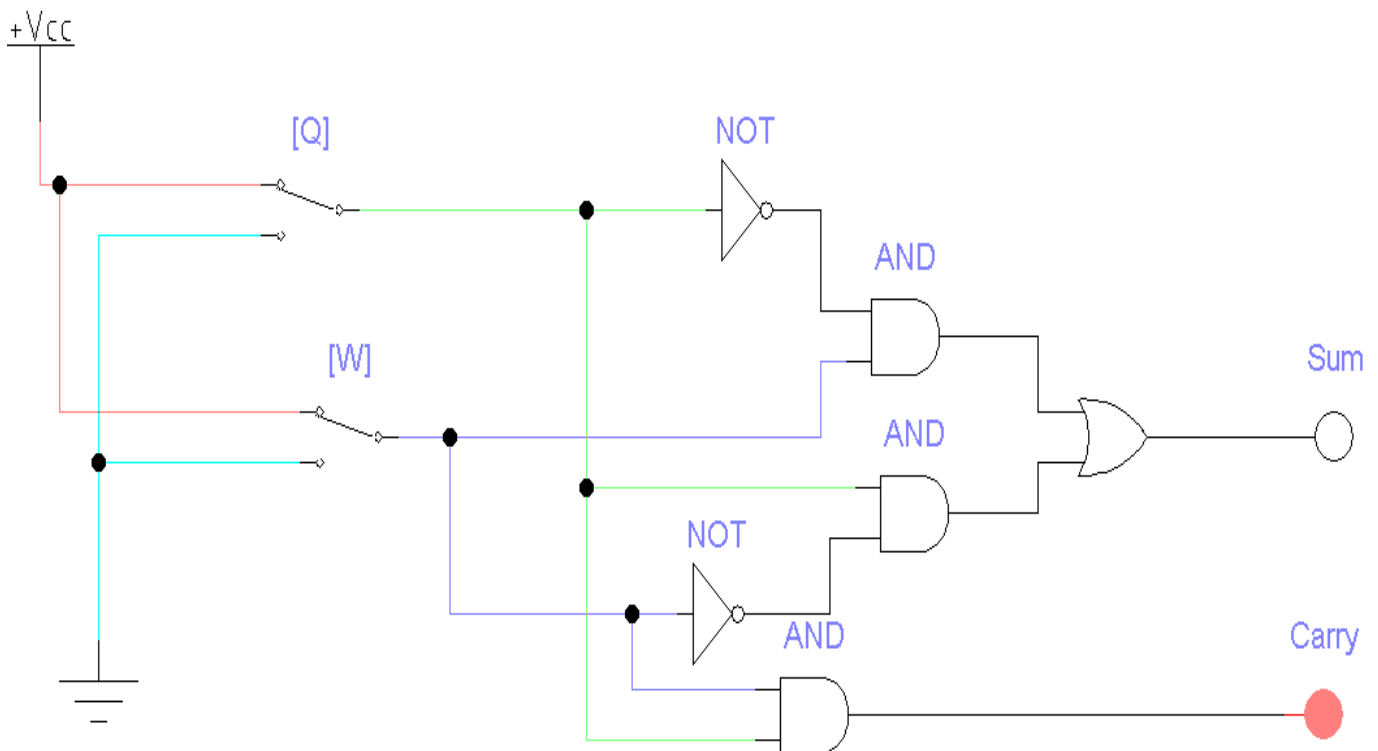 +Vcc
[Q]
NOT
AND
[W]
Sum
AND
NOT
AND
Carry